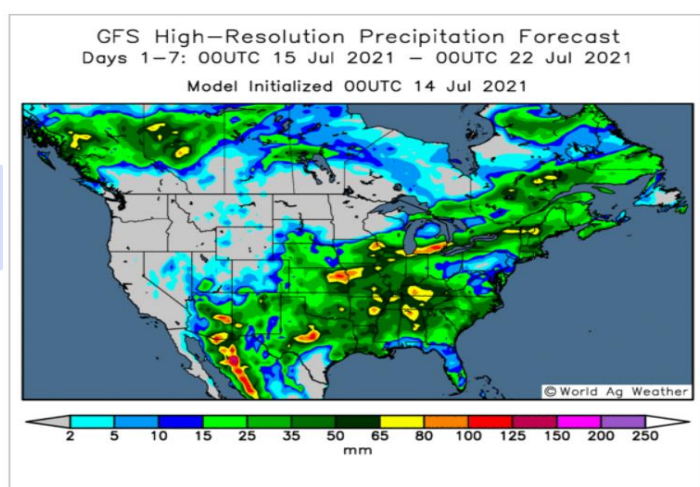 GFS High-Resolution Precipitation Forecast
Days 1-7: 00UTC 15 Jul 2021 - 00UTC 22 Jul 2021
Model Initialized 00UTC 14 Jul 2021
©World Ag Weather
2 5 10 15 25 35 50 65 80 100 125 150 200 250
mm